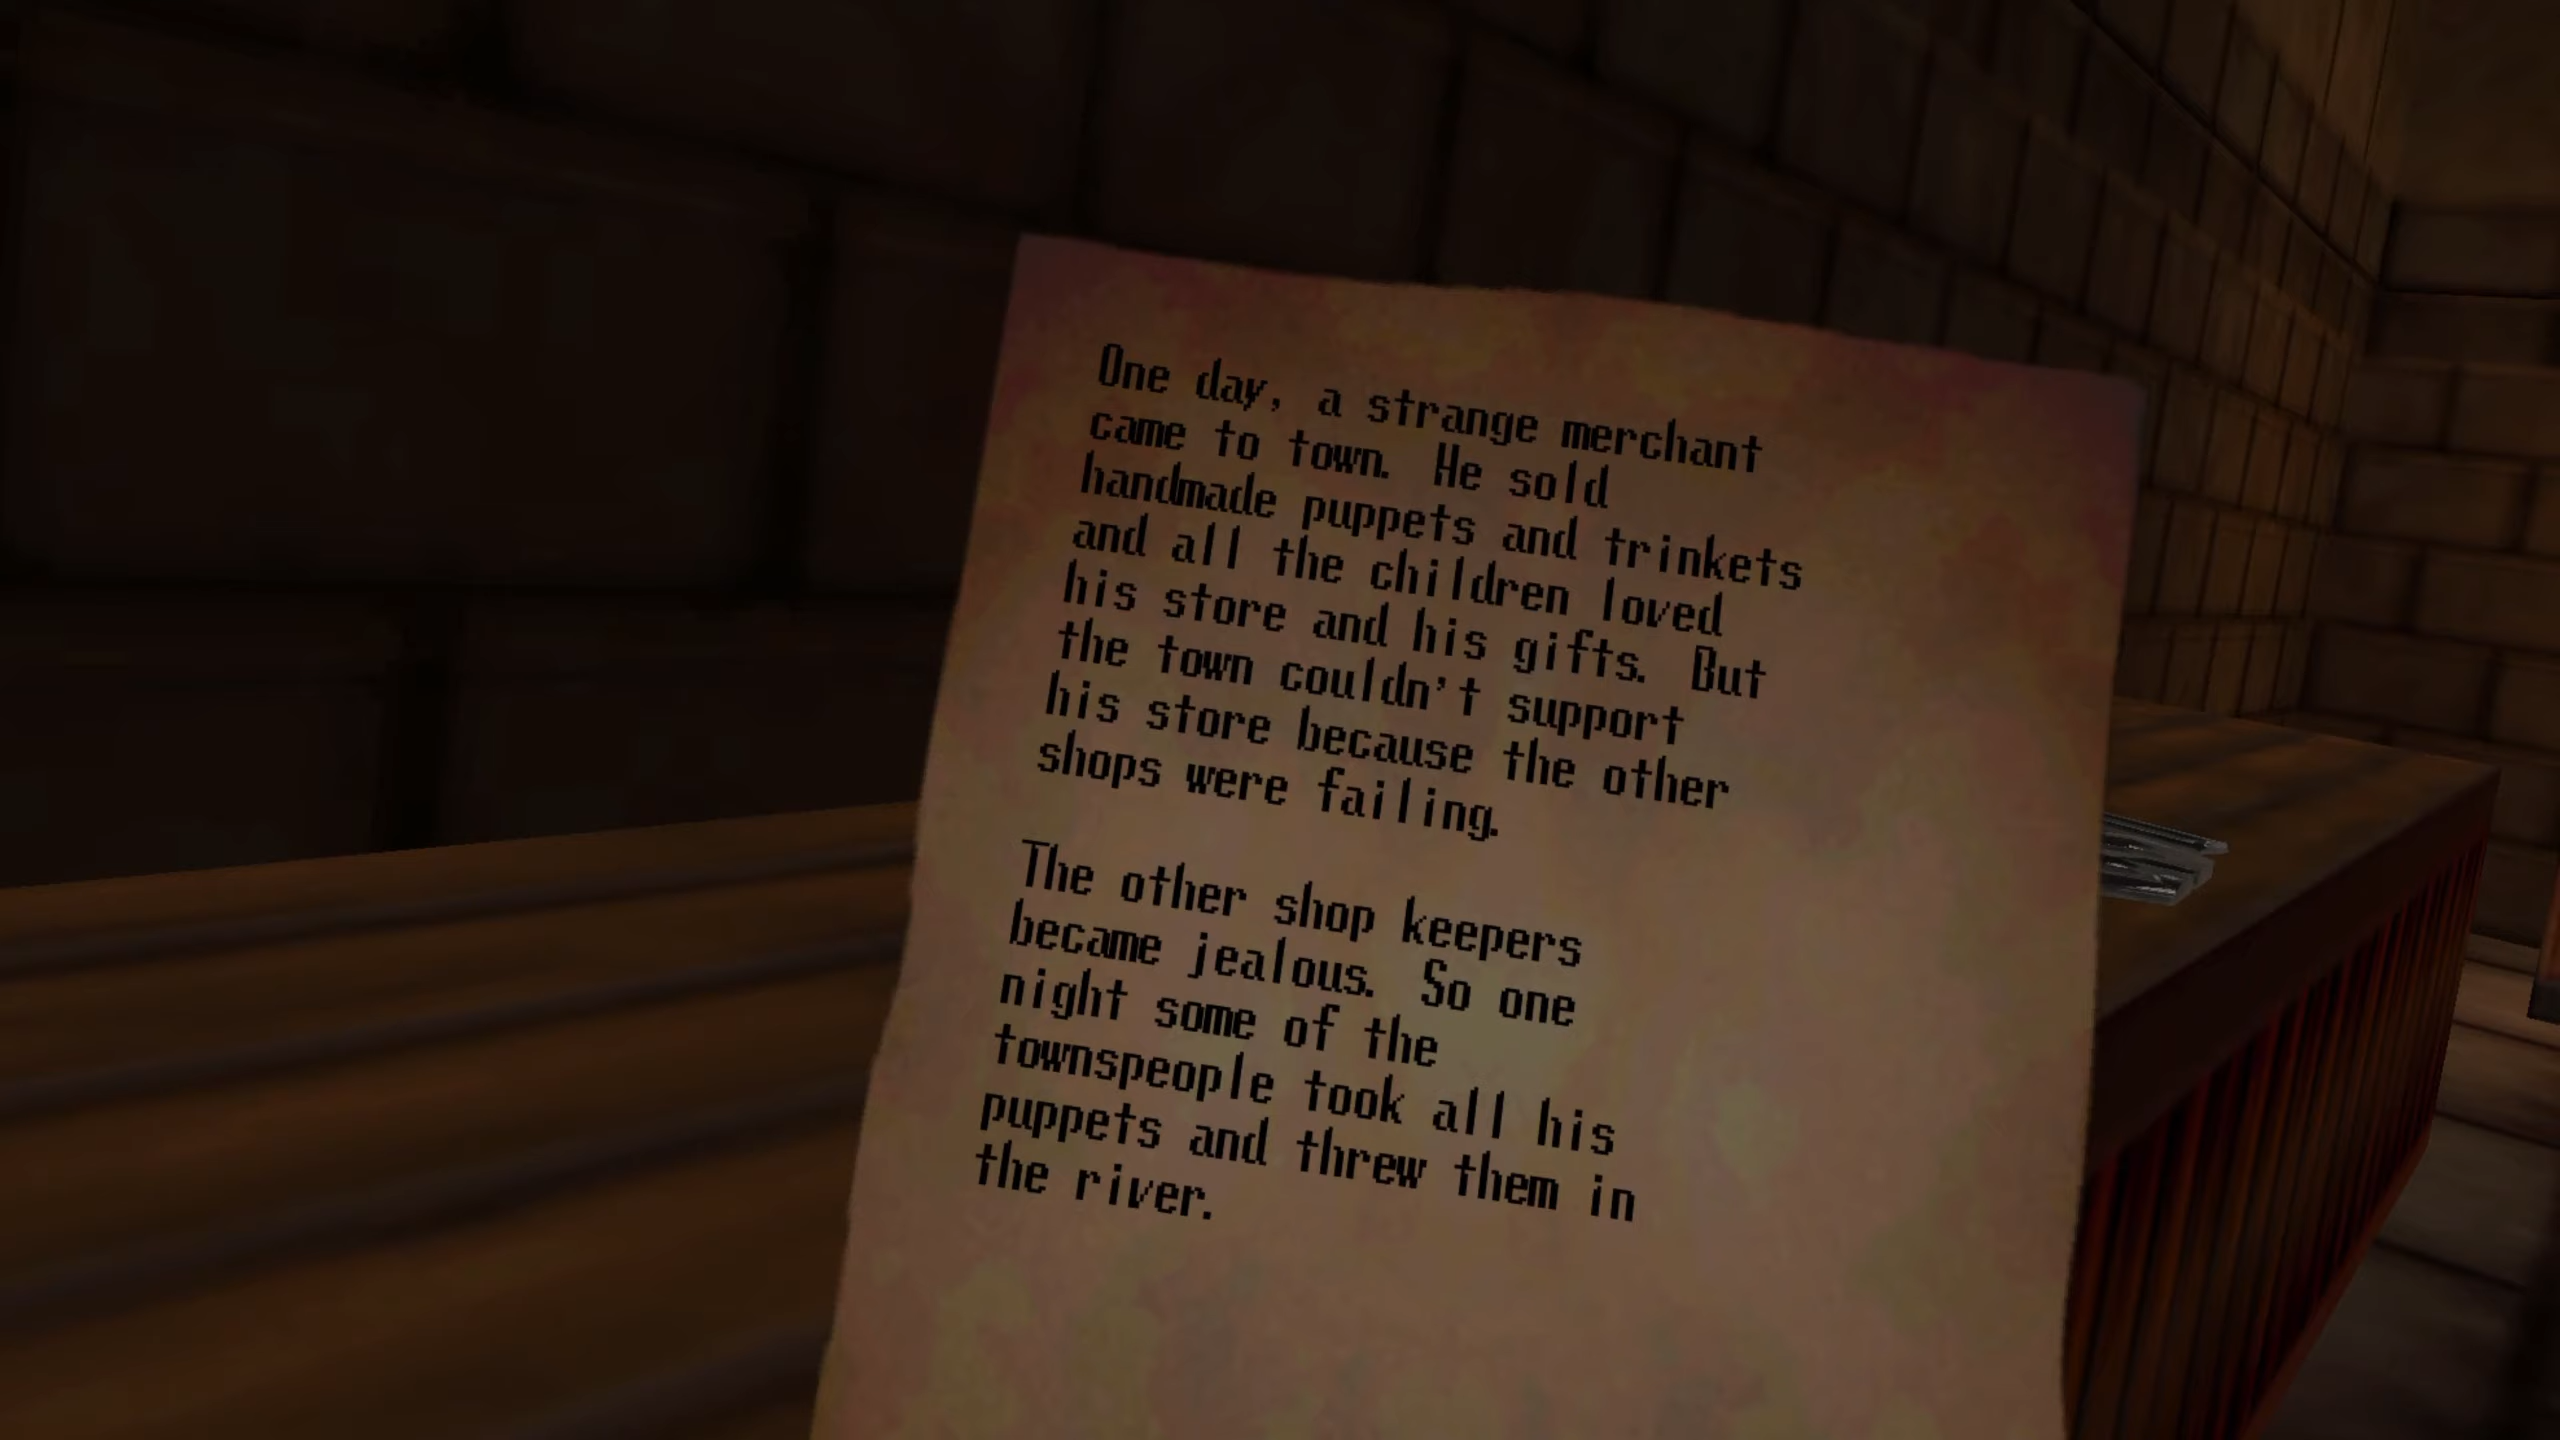 One day, a strange merchant
came to town. He sold
handmade puppets and trinkets
and all the children loved
his store and his gifts. But
the town couldn't support
his store because the other
shops were failing.
The other shop keepers
became jealous. So one
night some of the
townspeople took all his
puppets and threw them in
the river.